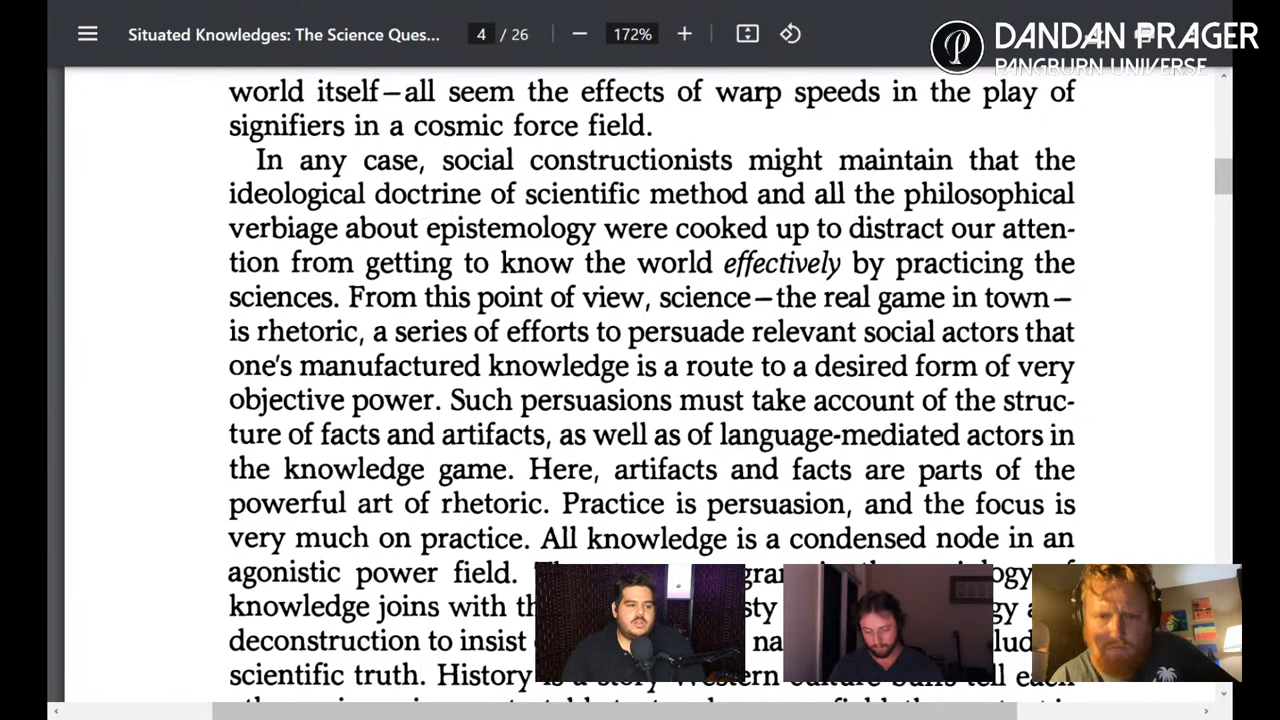 Situated Knowledges: The Science Ques...
4 / 26
172%
DANDAN PRAGER
PANGBURN UNIVERSE
world itself—all seem the effects of warp speeds in the play of
signifiers in a cosmic force field.
In any case, social constructionists might maintain that the
ideological doctrine of scientific method and all the philosophical
verbiage about epistemology were cooked up to distract our atten-
tion from getting to know the world effectively by practicing the
sciences. From this point of view, science—the real game in town—
is rhetoric, a series of efforts to persuade relevant social actors that
one's manufactured knowledge is a route to a desired form of very
objective power. Such persuasions must take account of the struc-
ture of facts and artifacts, as well as of language-mediated actors in
the knowledge game. Here, artifacts and facts are parts of the
powerful art of rhetoric. Practice is persuasion, and the focus is
very much on practice. All knowledge is a condensed node in an
agonistic power field.
knowledge joins with
deconstruction to insist
scientific truth. History